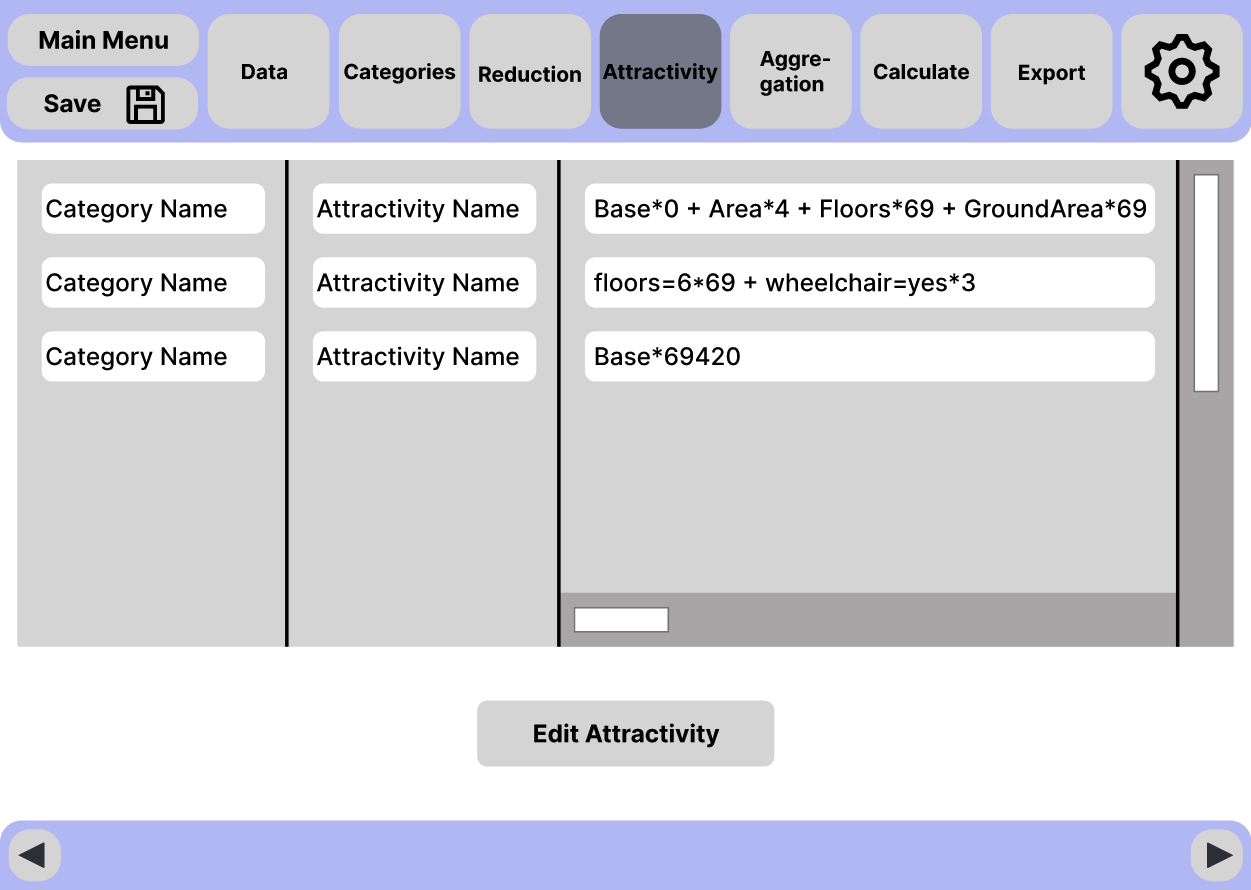 Main Menu
Save
Data
Categories
Reduction
Attractivity
Aggre-
gation
Calculate
Export
Category Name
Attractivity Name
Base*0 + Area*4 + Floors*69 + GroundArea*69
Category Name
Attractivity Name
floors=6*69 + wheelchair=yes*3
Category Name
Attractivity Name
Base*69420
Edit Attractivity